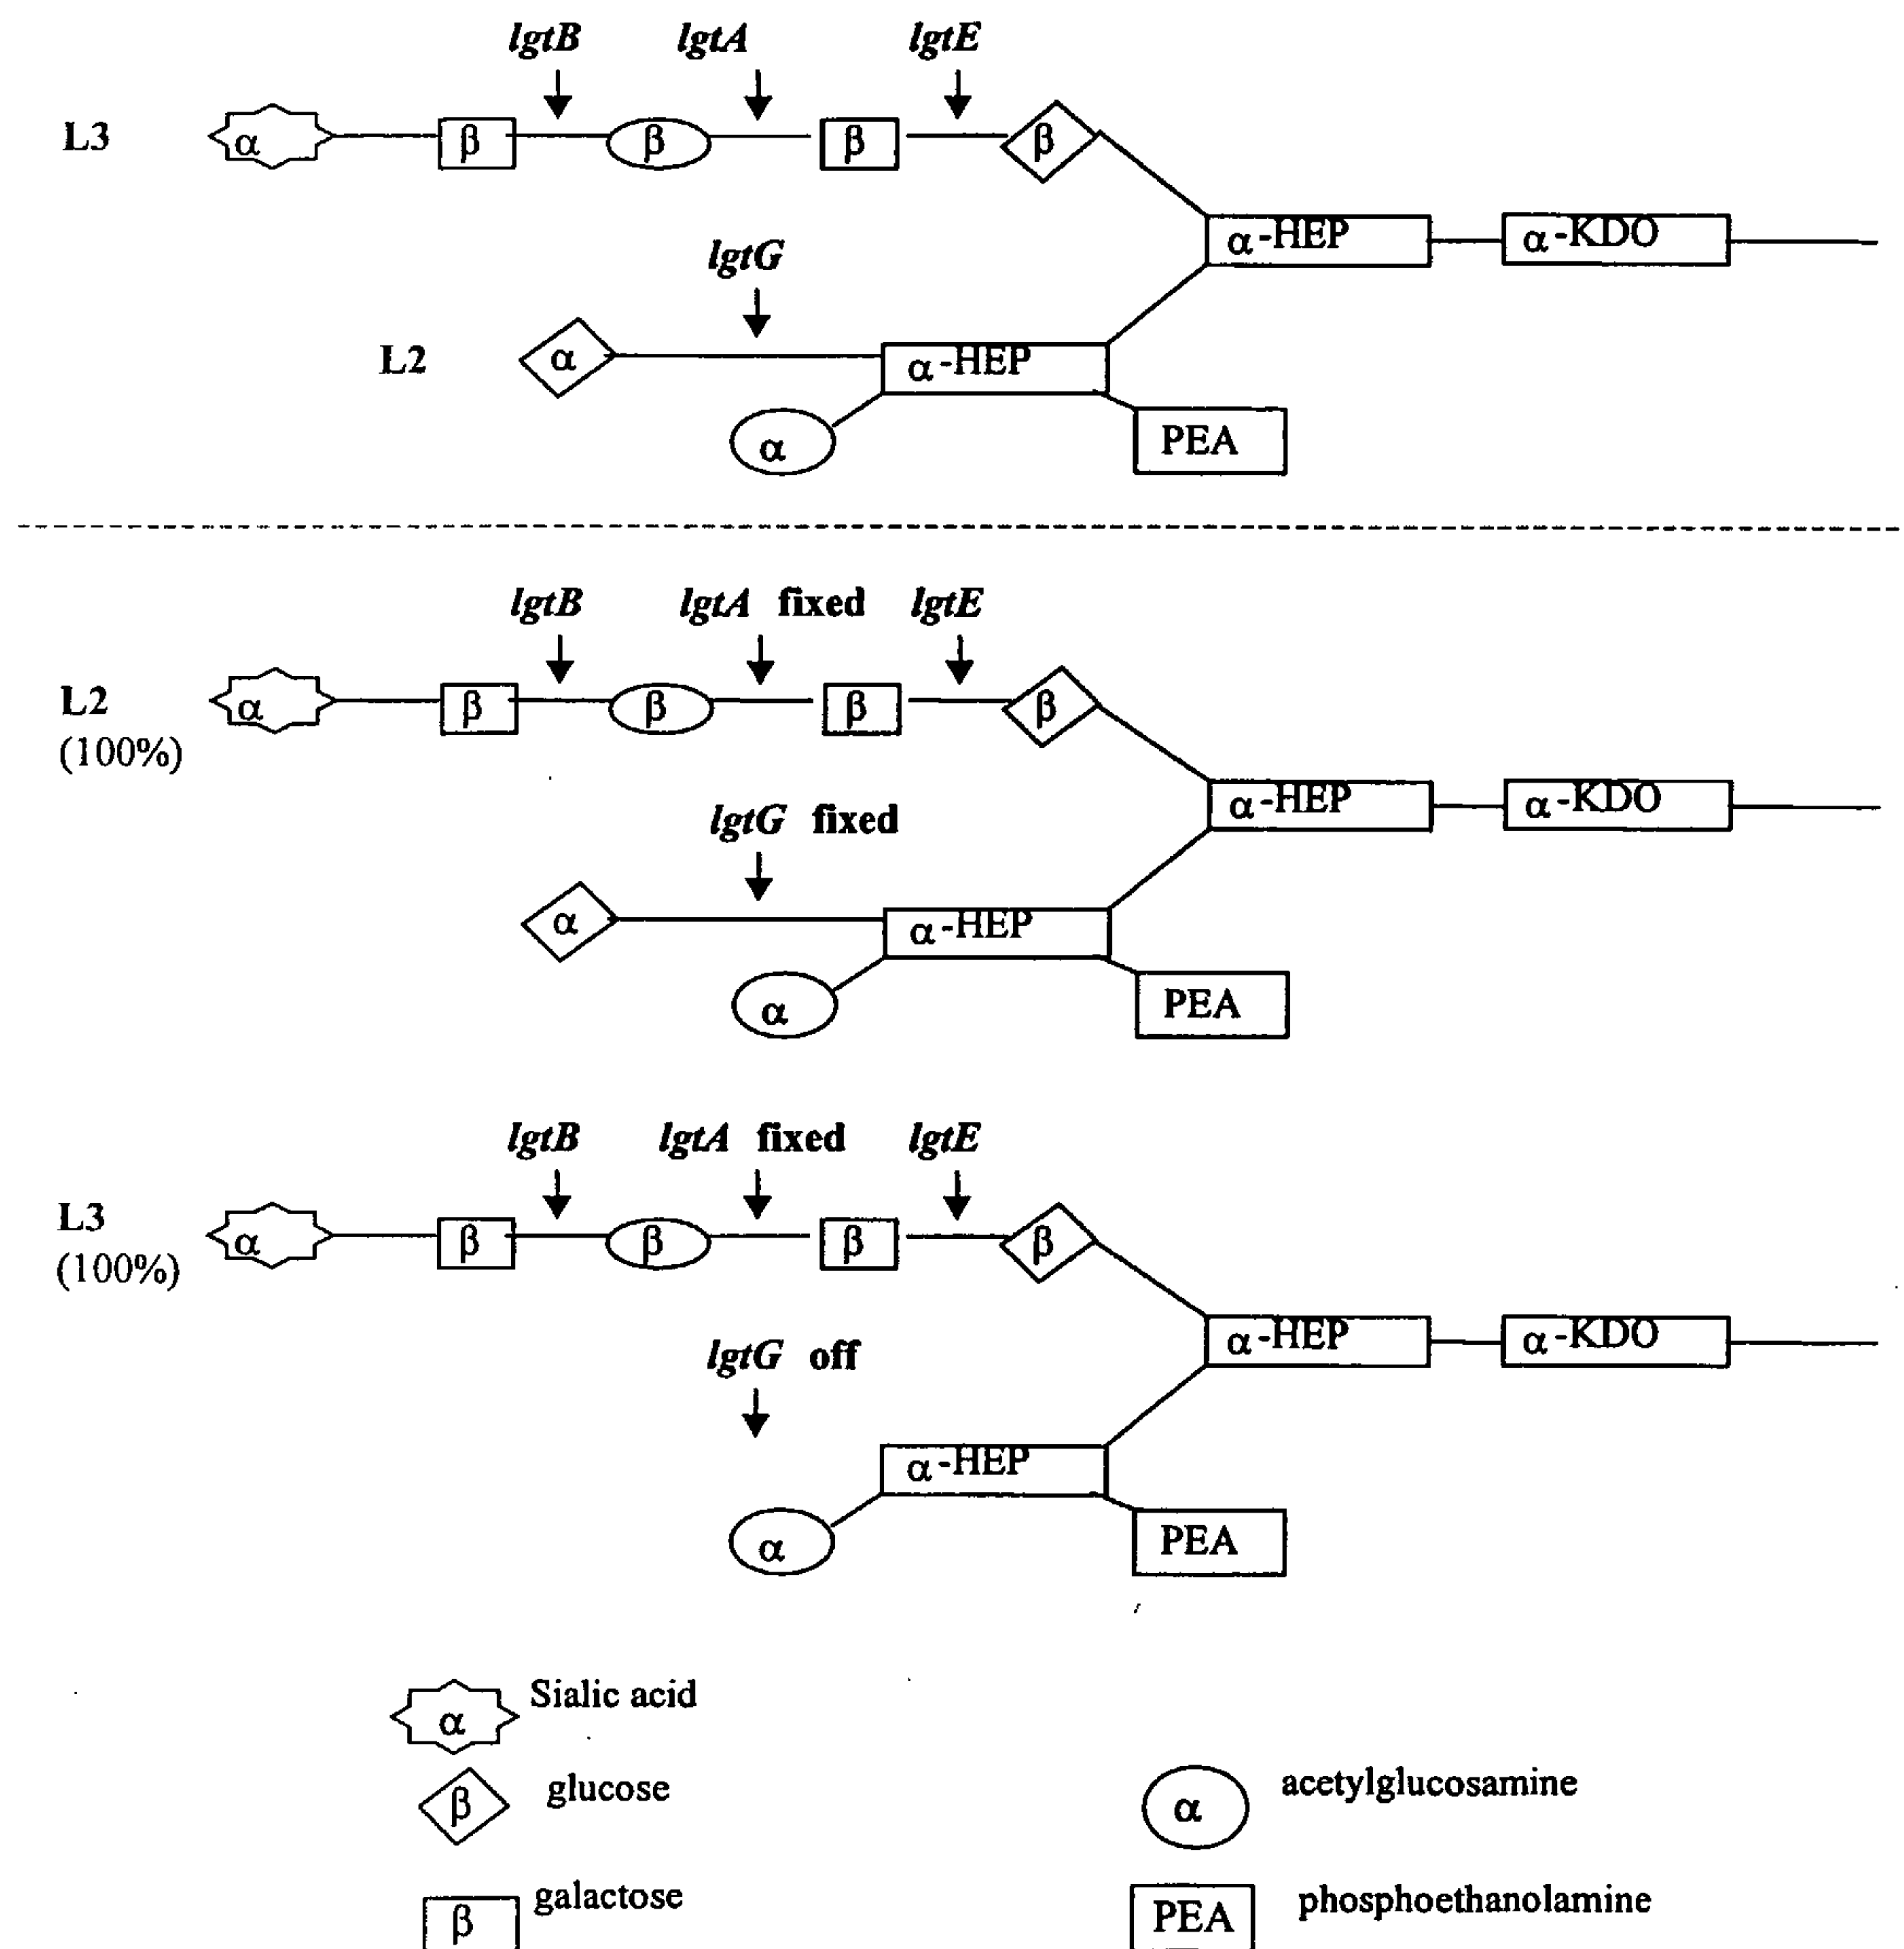 lgtB lgtA lgtE
L3 α β β β β
α-HEP α-KDO
lgtG
L2 α α-HEP
α PEA
lgtB lgtA fixed lgtE
L2 α β β β β
(100%)
α-HEP α-KDO
lgtG fixed
α α-HEP
α PEA
lgtB lgtA fixed lgtE
L3 α β β β β
(100%)
α-HEP α-KDO
lgtG off
α-HEP
α PEA
α Sialic acid
β glucose
α acetylglucosamine
β galactose
PEA phosphoethanolamine